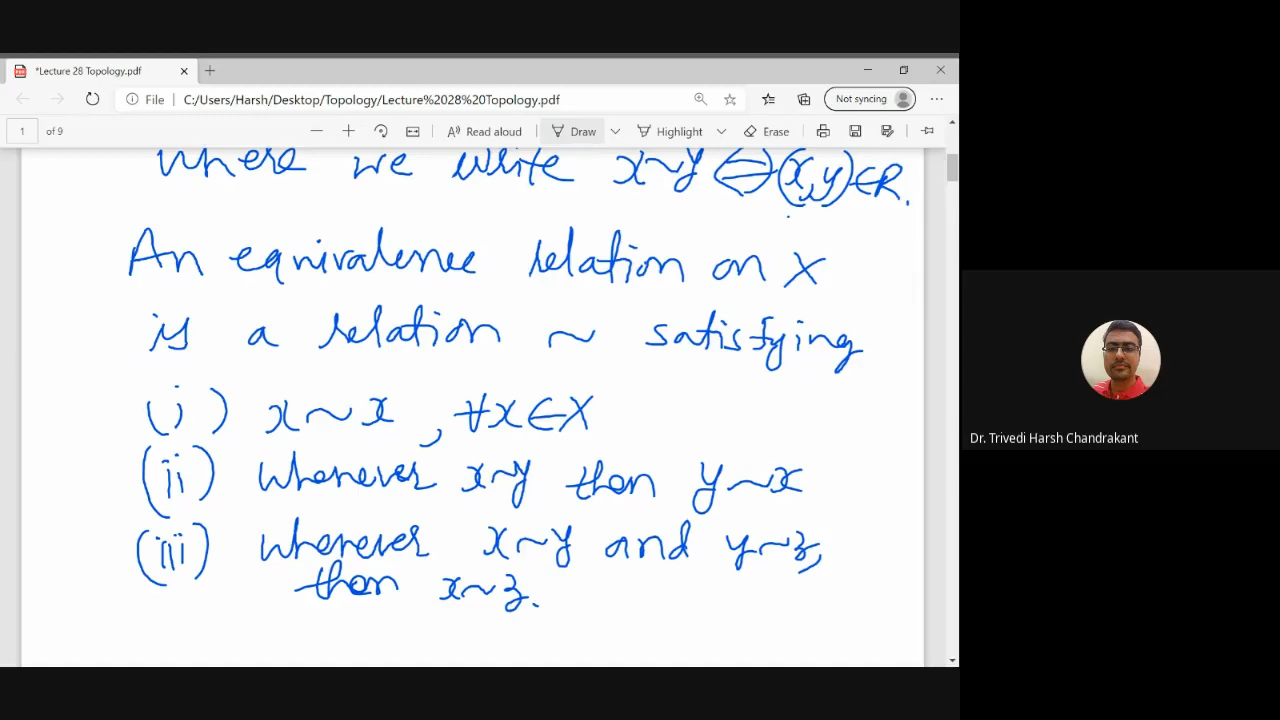 *Lecture 28 Topology.pdf
File
C:/Users/Harsh/Desktop/Topology/Lecture%2028%20Topology.pdf
Not syncing
1 of 9
Read aloud
Draw
Highlight
Erase
where we write x~y ⇔ (x,y)∈R.
An equivalence relation on X
is a relation ~ satisfying
(i) x~x, ∀x∈X
(ii) whenever x~y then y~x
(iii) whenever x~y and y~z,
then x~z.
Dr. Trivedi Harsh Chandrakant